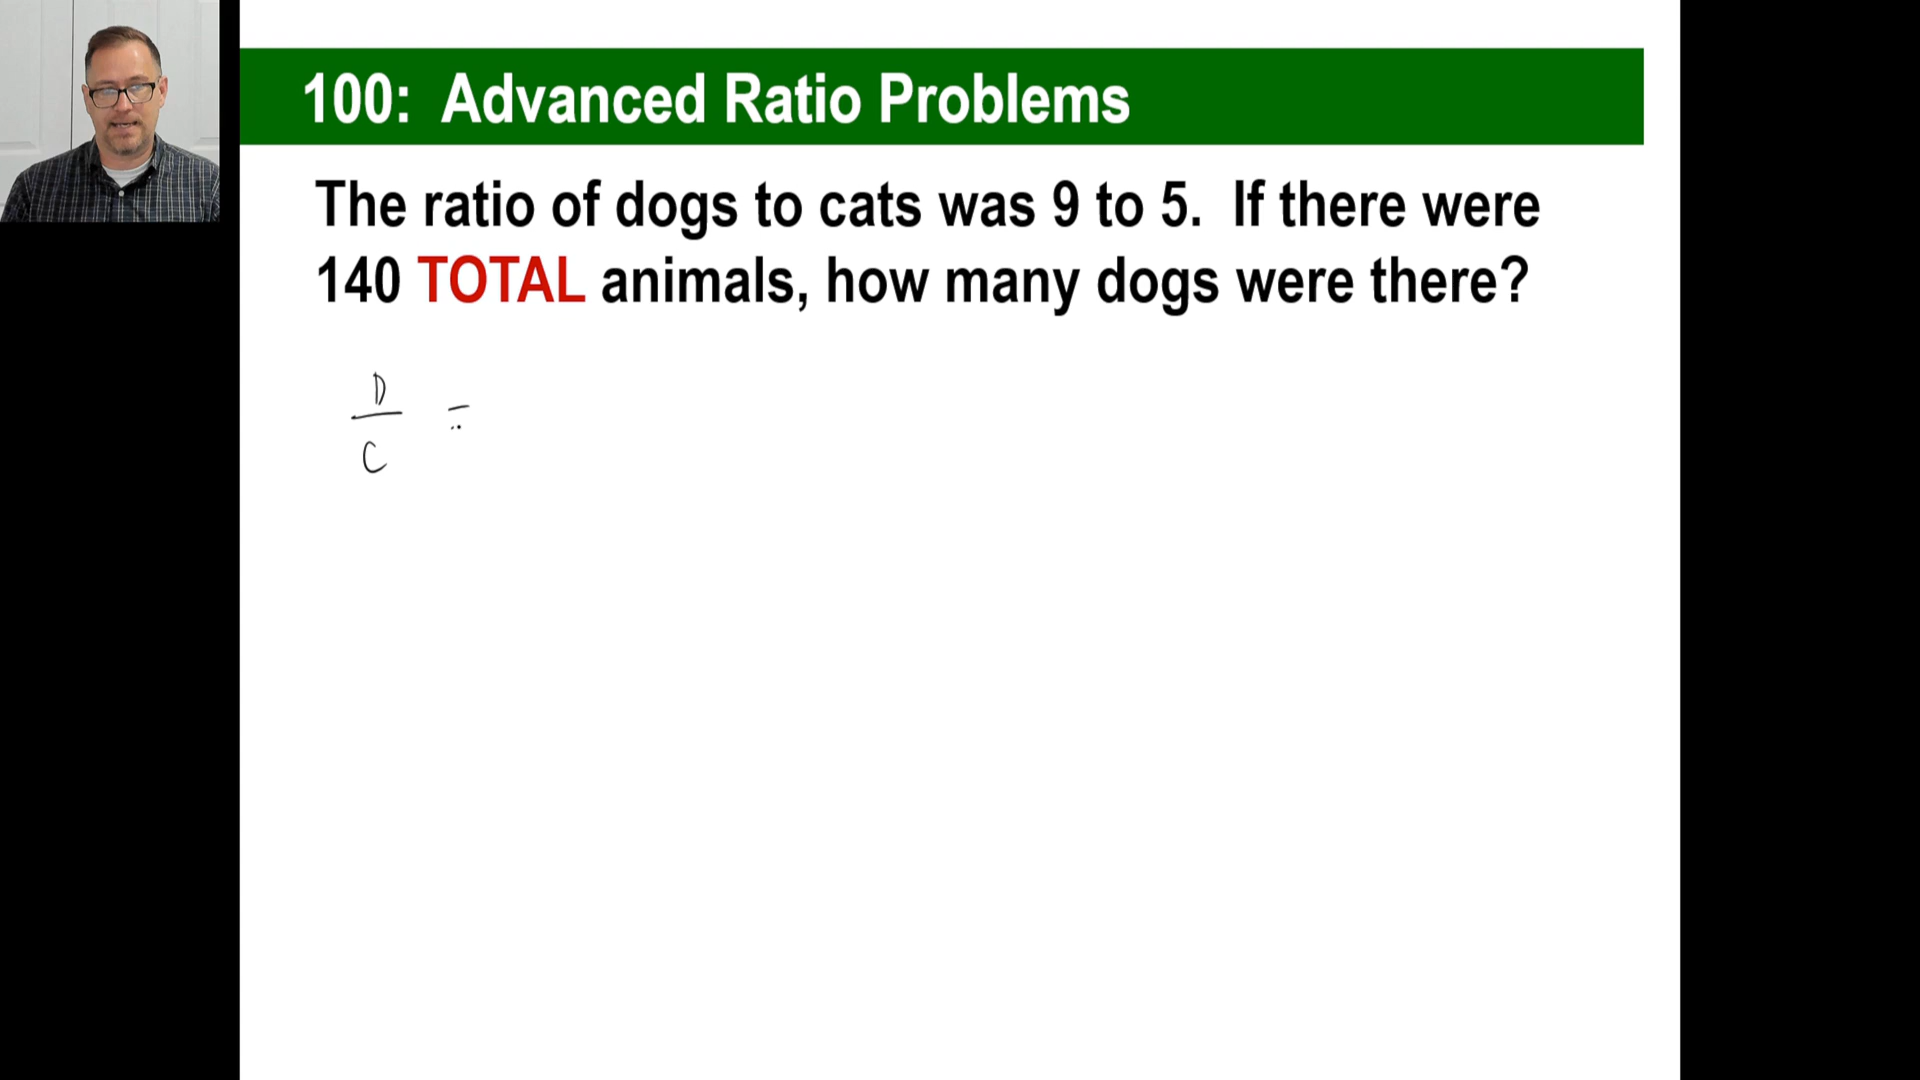 100: Advanced Ratio Problems
The ratio of dogs to cats was 9 to 5. If there were
140 TOTAL animals, how many dogs were there?
D
=
C